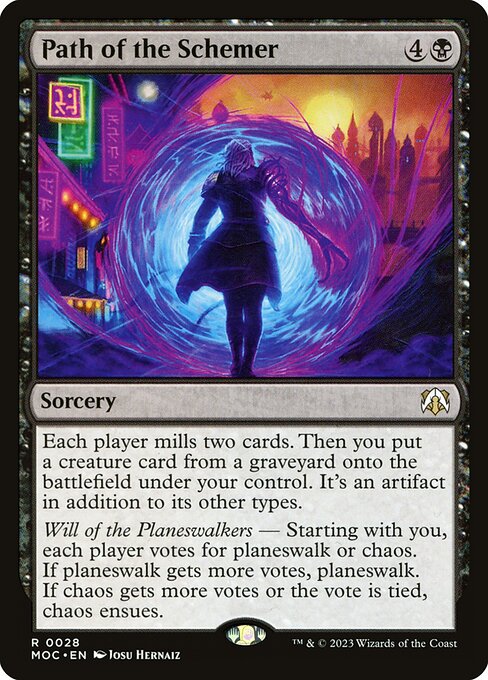 Path of the Schemer 4
Sorcery
Each player mills two cards. Then you put
a creature card from a graveyard onto the
battlefield under your control. It's an artifact
in addition to its other types.
Will of the Planeswalkers — Starting with you,
each player votes for planeswalk or chaos.
If planeswalk gets more votes, planeswalk.
If chaos gets more votes or the vote is tied,
chaos ensues.
R 0028
MOC • EN Josu Hernaiz
™ & © 2023 Wizards of the Coast